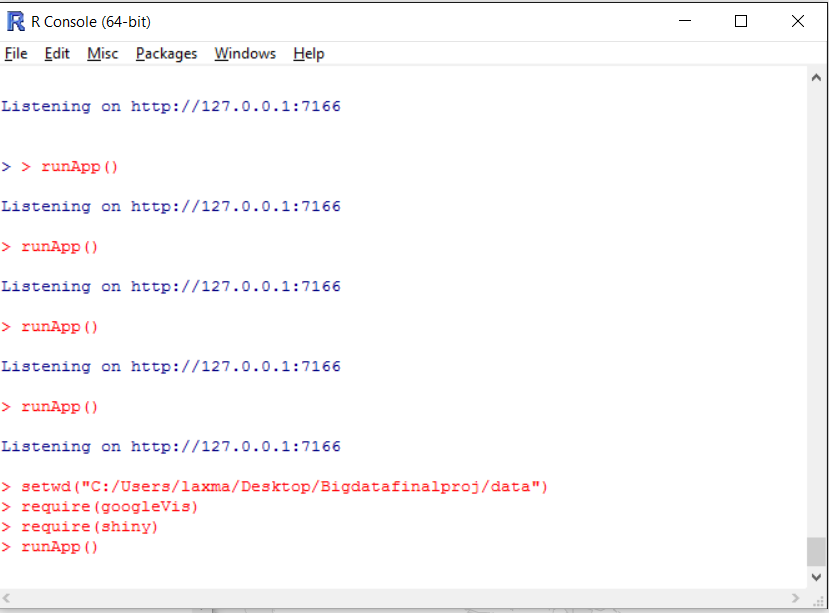 R Console (64-bit)
File Edit Misc Packages Windows Help
Listening on http://127.0.0.1:7166
> > runApp()
Listening on http://127.0.0.1:7166
> runApp()
Listening on http://127.0.0.1:7166
> runApp()
Listening on http://127.0.0.1:7166
> runApp()
Listening on http://127.0.0.1:7166
> setwd("C:/Users/laxma/Desktop/Bigdatafinalproj/data")
> require(googleVis)
> require(shiny)
> runApp()